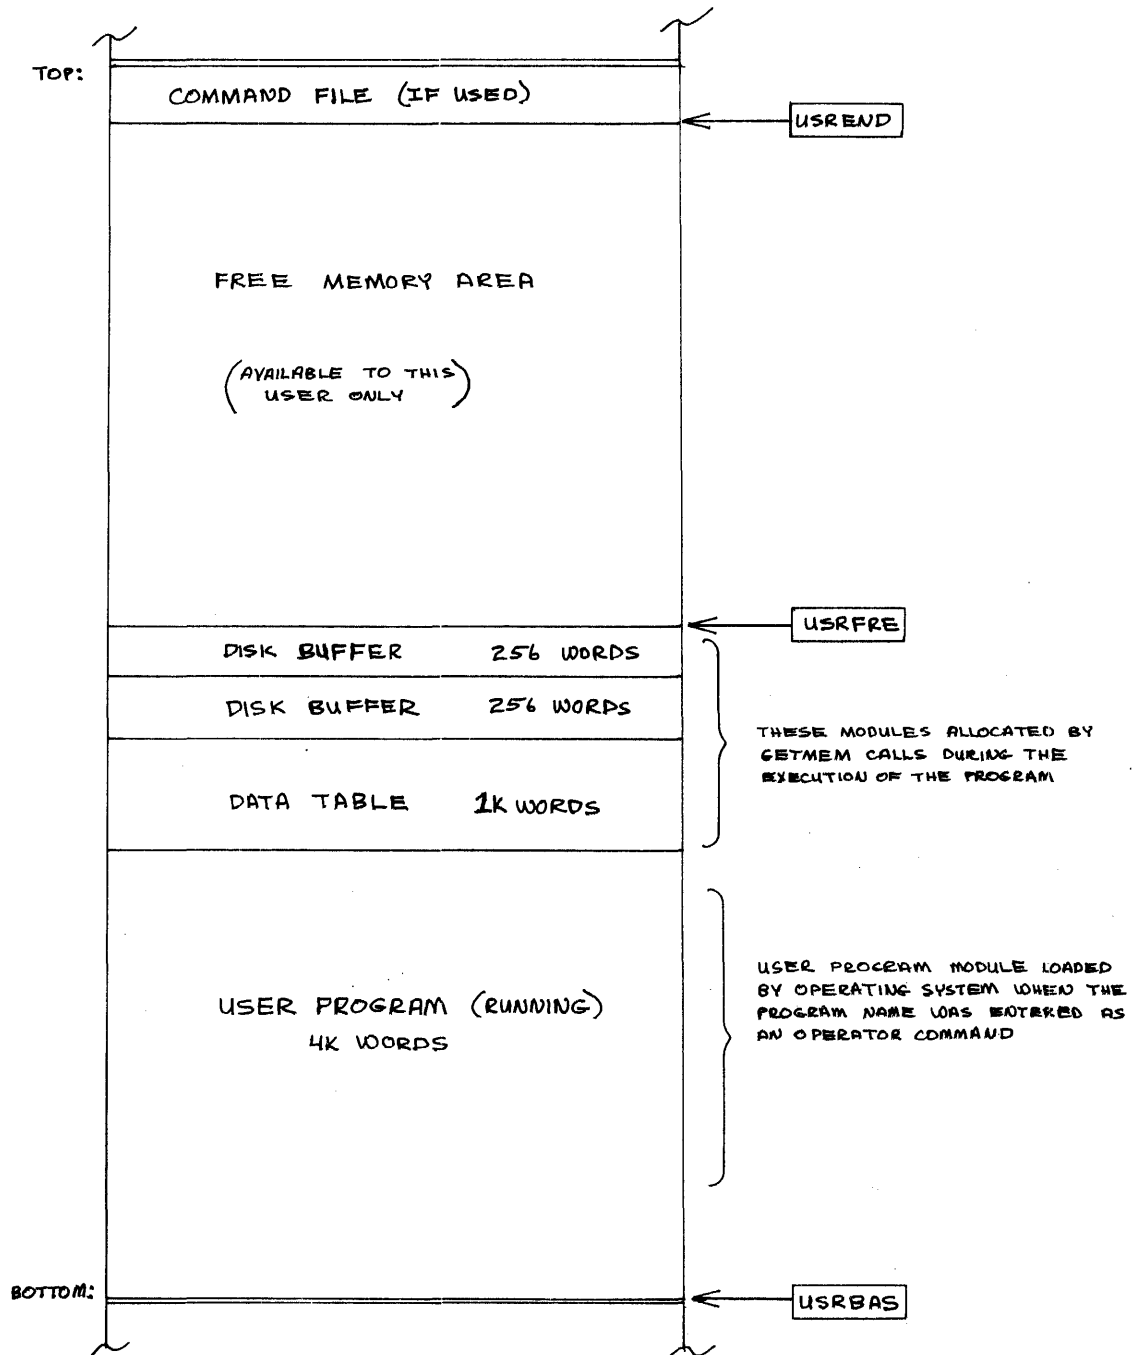 TOP:
COMMAND FILE (IF USED)
USREND
FREE MEMORY AREA
(AVAILABLE TO THIS
USER ONLY)
USRFRE
DISK BUFFER 256 WORDS
DISK BUFFER 256 WORDS
THESE MODULES ALLOCATED BY
GETMEM CALLS DURING THE
EXECUTION OF THE PROGRAM
DATA TABLE 1K WORDS
USER PROGRAM MODULE LOADED
BY OPERATING SYSTEM WHEN THE
PROGRAM NAME WAS ENTERED AS
AN OPERATOR COMMAND
USER PROGRAM (RUNNING)
4K WORDS
BOTTOM:
USRBAS